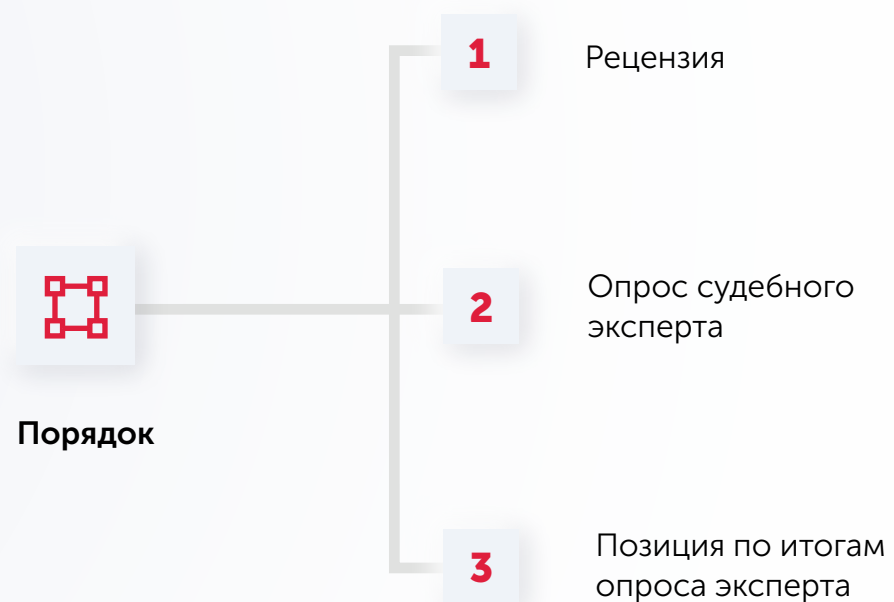 1
Рецензия
2
Опрос судебного
эксперта
Порядок
3
Позиция по итогам
опроса эксперта